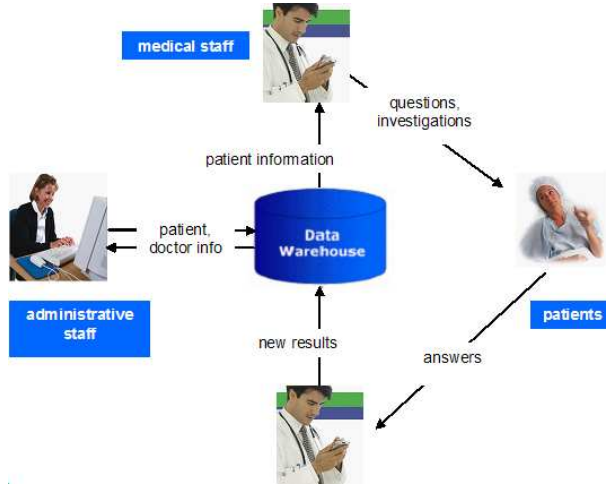 medical staff
questions,
investigations
patient information
patient,
doctor info
Data
Warehouse
administrative
staff
patients
new results
answers